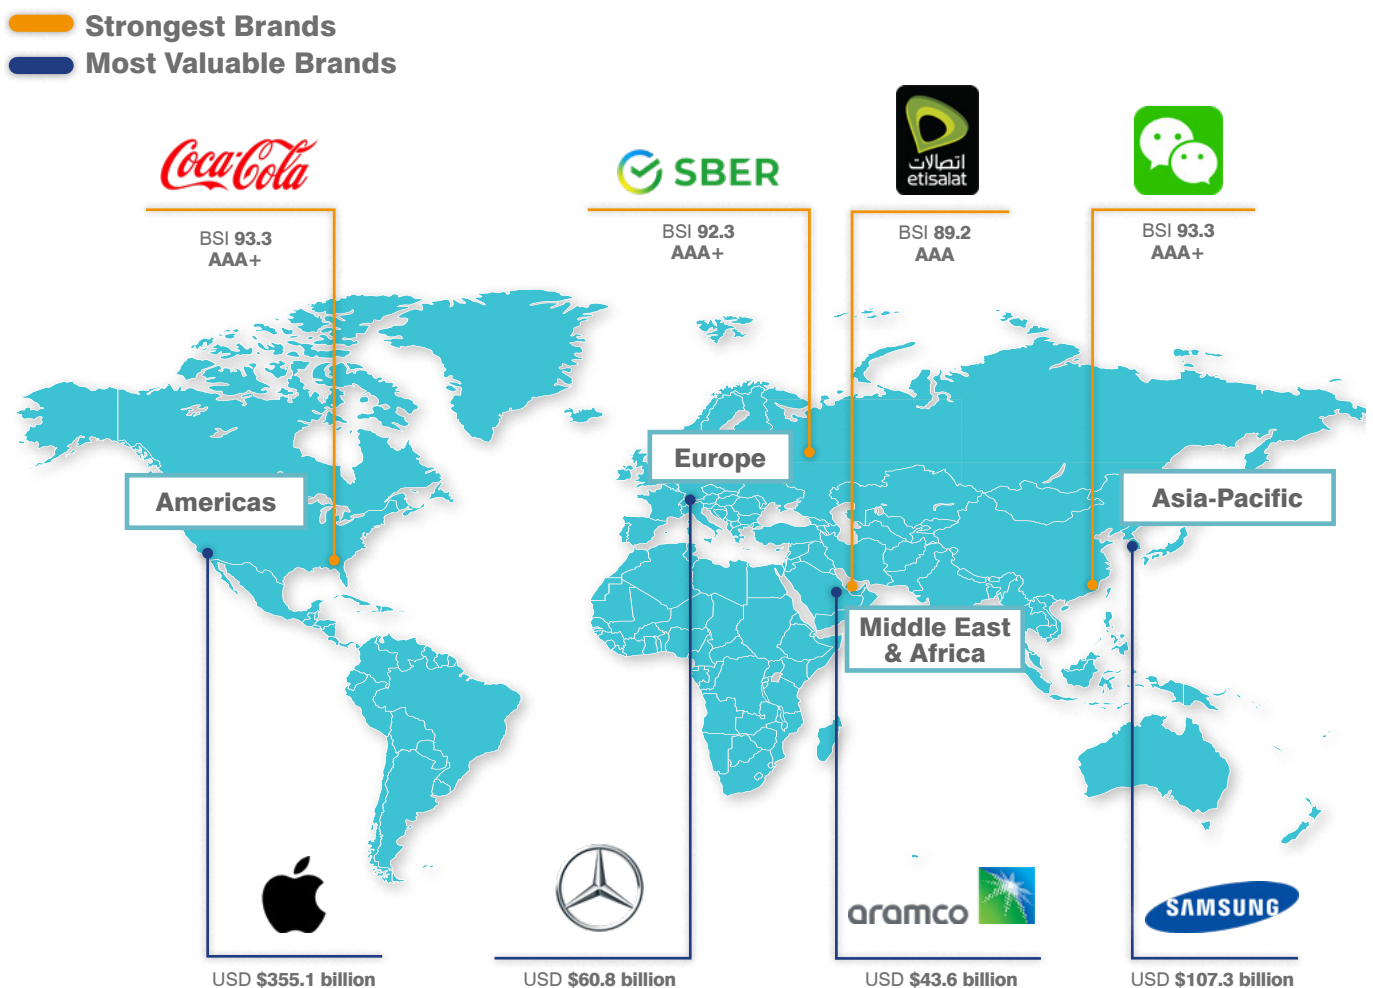 Strongest Brands
Most Valuable Brands
Coca-Cola
BSI 93.3
AAA+
SBER
BSI 92.3
AAA+
اتصالات
etisalat
BSI 89.2
AAA
BSI 93.3
AAA+
Americas
Europe
Asia-Pacific
Middle East
& Africa
USD $355.1 billion
USD $60.8 billion
aramco
USD $43.6 billion
SAMSUNG
USD $107.3 billion